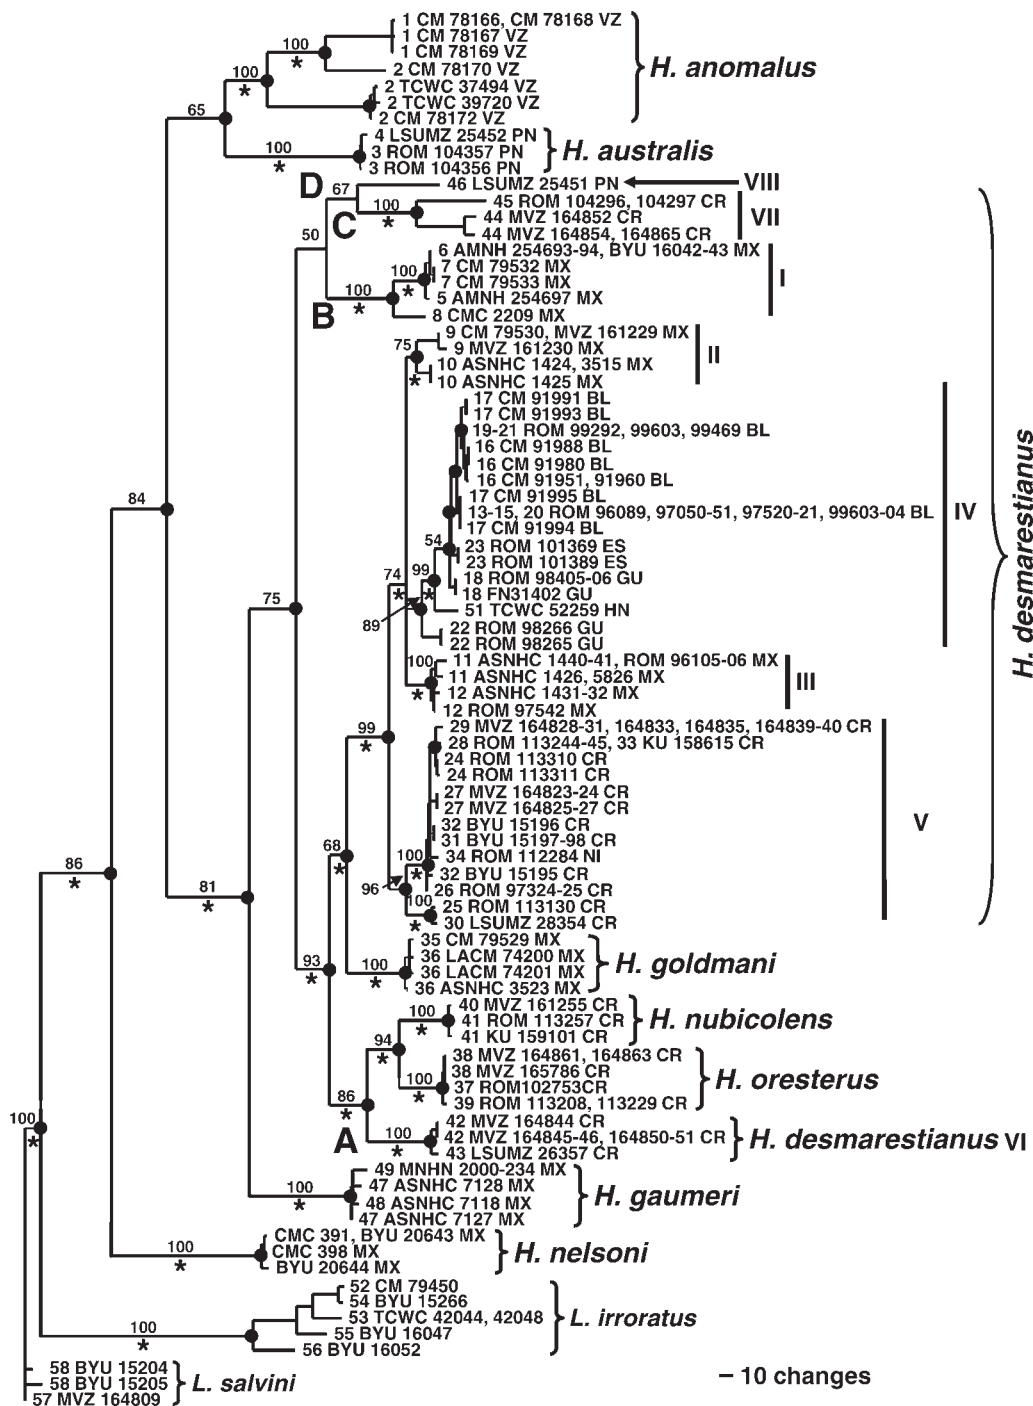 1 CM 78166, CM 78168 VZ
1 CM 78167 VZ
1 CM 78169 VZ
2 CM 78170 VZ
2 TCWC 37494 VZ
2 TCWC 39720 VZ
2 CM 78172 VZ
H. anomalus
100
*
100
*
65
4 LSUMZ 25452 PN
3 ROM 104357 PN
3 ROM 104356 PN
H. australis
100
*
D
67
46 LSUMZ 25451 PN
VIII
45 ROM 104296, 104297 CR
44 MVZ 164852 CR
44 MVZ 164854, 164865 CR
VII
C
100
*
50
6 AMNH 254693-94, BYU 16042-43 MX
7 CM 79532 MX
7 CM 79533 MX
5 AMNH 254697 MX
8 CMC 2209 MX
I
100
*
B
100
*
9 CM 79530, MVZ 161229 MX
9 MVZ 161230 MX
10 ASNHC 1424, 3515 MX
10 ASNHC 1425 MX
II
75
*
17 CM 91991 BL
17 CM 91993 BL
19-21 ROM 99292, 99603, 99469 BL
16 CM 91988 BL
16 CM 91980 BL
16 CM 91951, 91960 BL
17 CM 91995 BL
13-15, 20 ROM 96089, 97050-51, 97520-21, 99603-04 BL
17 CM 91994 BL
23 ROM 101369 ES
23 ROM 101389 ES
18 ROM 98405-06 GU
18 FN31402 GU
51 TCWC 52259 HN
22 ROM 98266 GU
22 ROM 98265 GU
IV
H. desmarestianus
84
54
99
*
74
*
89
75
11 ASNHC 1440-41, ROM 96105-06 MX
11 ASNHC 1426, 5826 MX
12 ASNHC 1431-32 MX
12 ROM 97542 MX
III
100
*
29 MVZ 164828-31, 164833, 164835, 164839-40 CR
28 ROM 113244-45, 33 KU 158615 CR
24 ROM 113310 CR
24 ROM 113311 CR
27 MVZ 164823-24 CR
27 MVZ 164825-27 CR
32 BYU 15196 CR
31 BYU 15197-98 CR
34 ROM 112284 NI
32 BYU 15195 CR
26 ROM 97324-25 CR
25 ROM 113130 CR
30 LSUMZ 28354 CR
V
99
*
68
*
100
*
96
100
*
86
*
81
*
35 CM 79529 MX
36 LACM 74200 MX
36 LACM 74201 MX
36 ASNHC 3523 MX
H. goldmani
93
*
100
*
40 MVZ 161255 CR
41 ROM 113257 CR
41 KU 159101 CR
H. nubicolens
100
*
94
*
38 MVZ 164861, 164863 CR
38 MVZ 165786 CR
37 ROM102753CR
39 ROM 113208, 113229 CR
H. oresterus
100
*
86
*
42 MVZ 164844 CR
42 MVZ 164845-46, 164850-51 CR
43 LSUMZ 26357 CR
H. desmarestianus VI
A
100
*
100
*
49 MNHN 2000-234 MX
47 ASNHC 7128 MX
48 ASNHC 7118 MX
47 ASNHC 7127 MX
H. gaumeri
100
*
CMC 391, BYU 20643 MX
CMC 398 MX
BYU 20644 MX
H. nelsoni
100
*
52 CM 79450
54 BYU 15266
53 TCWC 42044, 42048
55 BYU 16047
56 BYU 16052
L. irroratus
100
*
58 BYU 15204
58 BYU 15205
57 MVZ 164809
L. salvini
– 10 changes